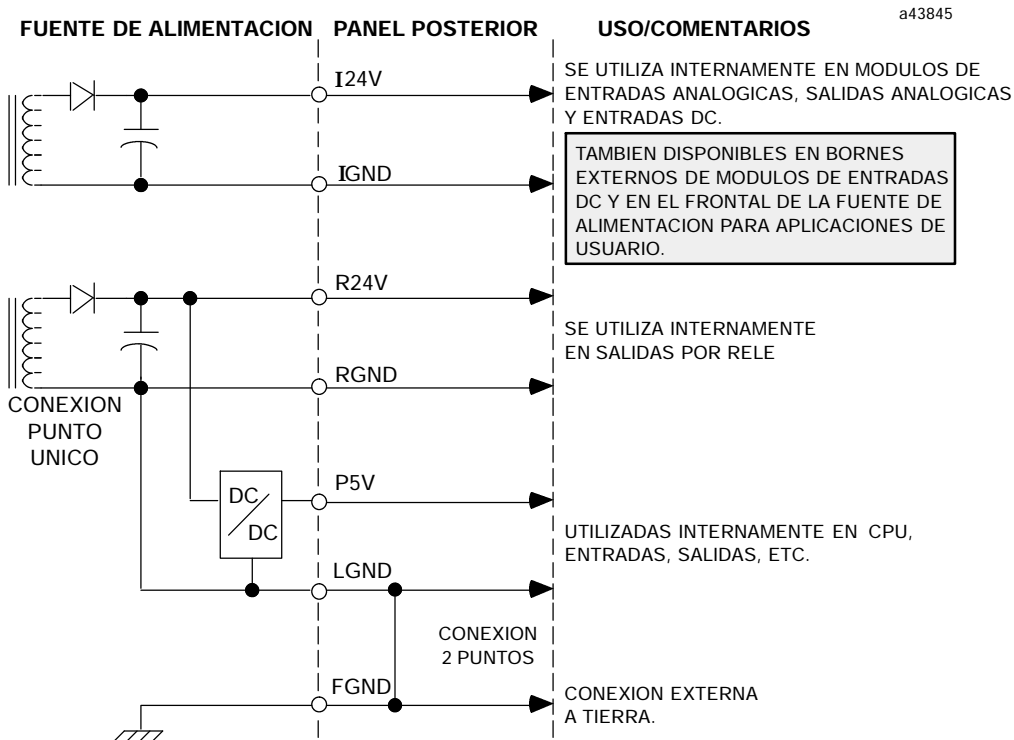 a43845
FUENTE DE ALIMENTACION
PANEL POSTERIOR
USO/COMENTARIOS
I24V
SE UTILIZA INTERNAMENTE EN MODULOS DE
ENTRADAS ANALOGICAS, SALIDAS ANALOGICAS
Y ENTRADAS DC.
IGND
TAMBIEN DISPONIBLES EN BORNES
EXTERNOS DE MODULOS DE ENTRADAS
DC Y EN EL FRONTAL DE LA FUENTE DE
ALIMENTACION PARA APLICACIONES DE
USUARIO.
R24V
SE UTILIZA INTERNAMENTE
EN SALIDAS POR RELE
RGND
CONEXION
PUNTO
UNICO
DC
DC
P5V
UTILIZADAS INTERNAMENTE EN CPU,
ENTRADAS, SALIDAS, ETC.
LGND
CONEXION
2 PUNTOS
FGND
CONEXION EXTERNA
A TIERRA.